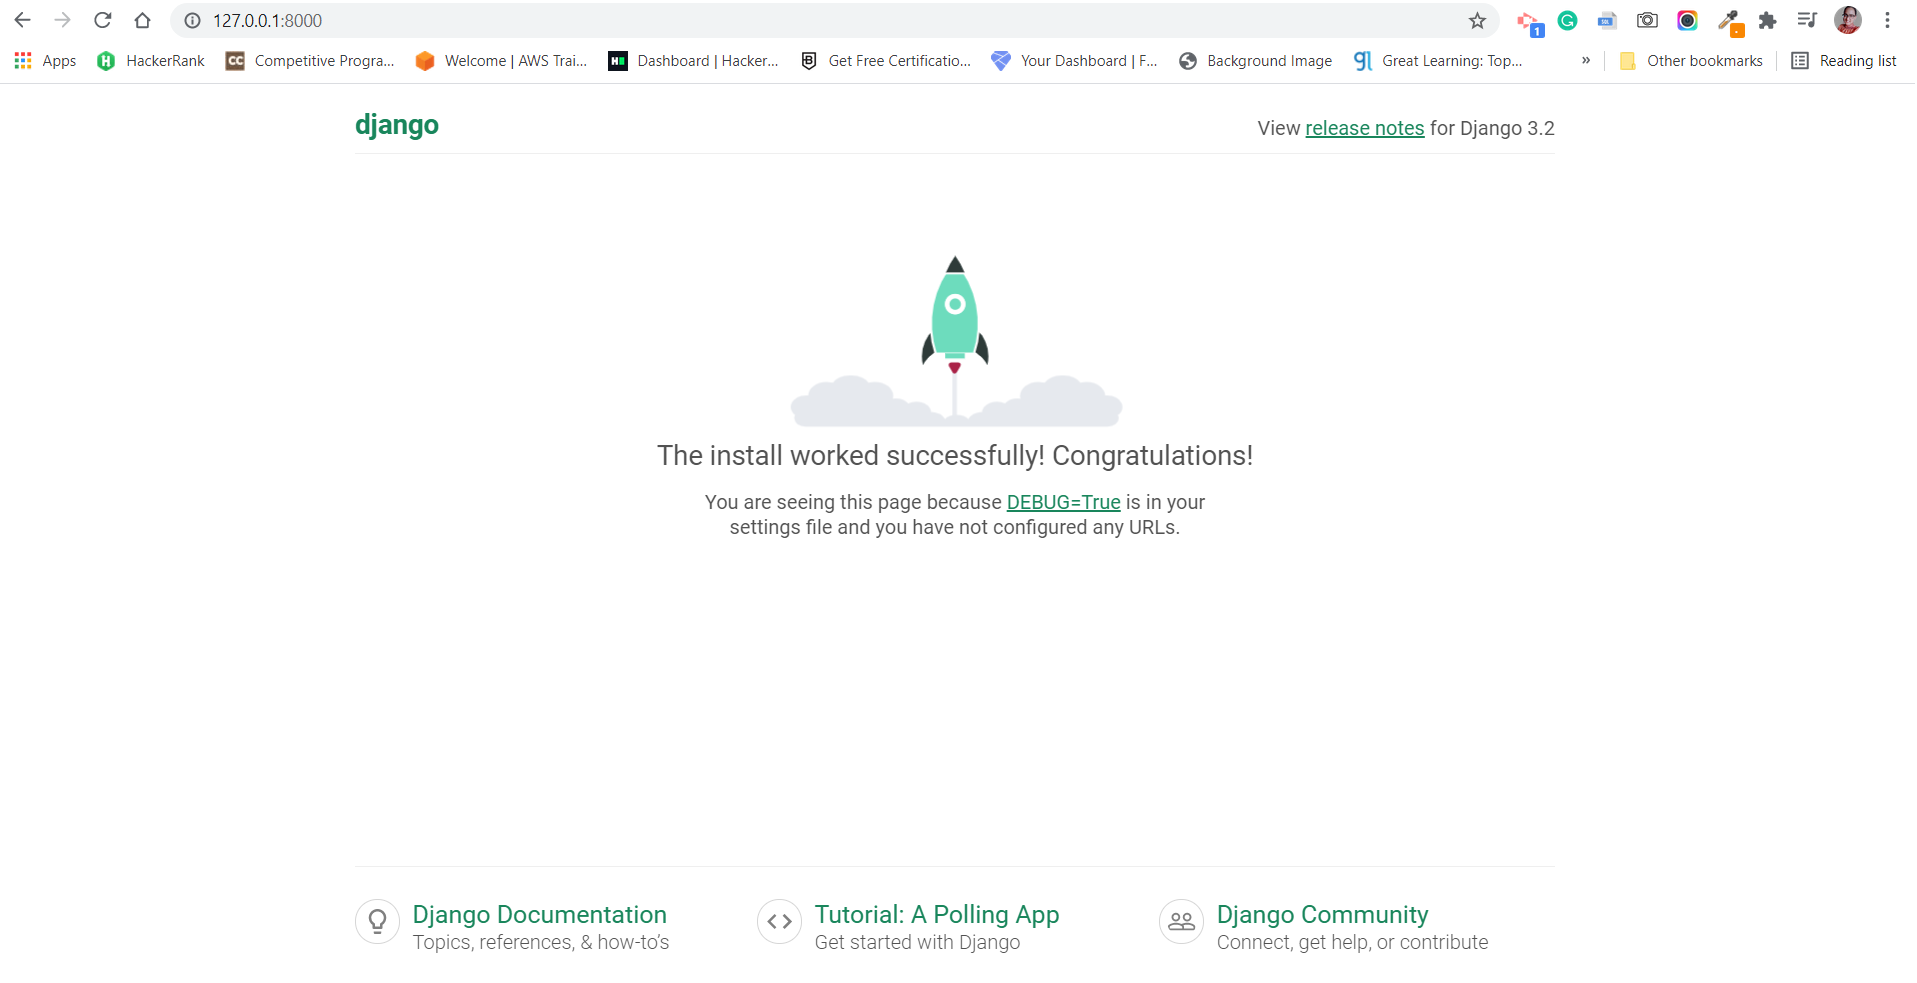 127.0.0.1:8000
1
Apps
HackerRank
CC
Competitive Progra...
Welcome | AWS Trai...
Dashboard | Hacker...
Get Free Certificatio...
Your Dashboard | F...
Background Image
gl
Great Learning: Top...
»
Other bookmarks
Reading list
django
View release notes for Django 3.2
The install worked successfully! Congratulations!
You are seeing this page because DEBUG=True is in your
settings file and you have not configured any URLs.
Django Documentation
Topics, references, & how-to’s
Tutorial: A Polling App
Get started with Django
Django Community
Connect, get help, or contribute